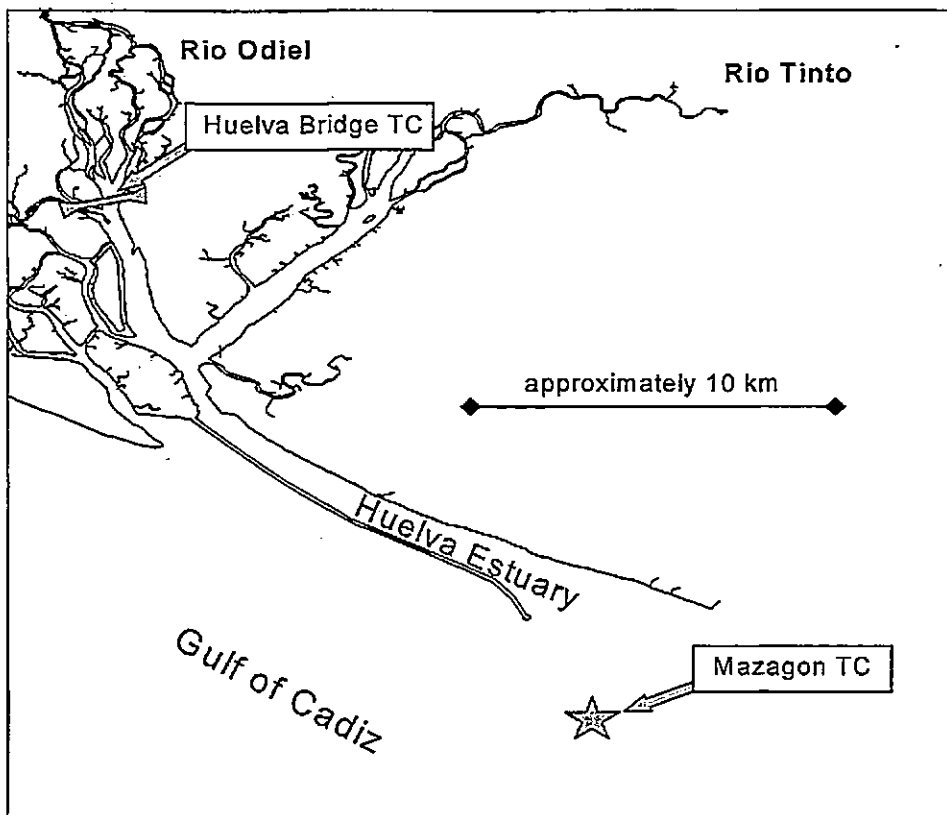 Rio Odiel
Rio Tinto
Huelva Bridge TC
approximately 10 km
Huelva Estuary
Gulf of Cadiz
Mazagon TC